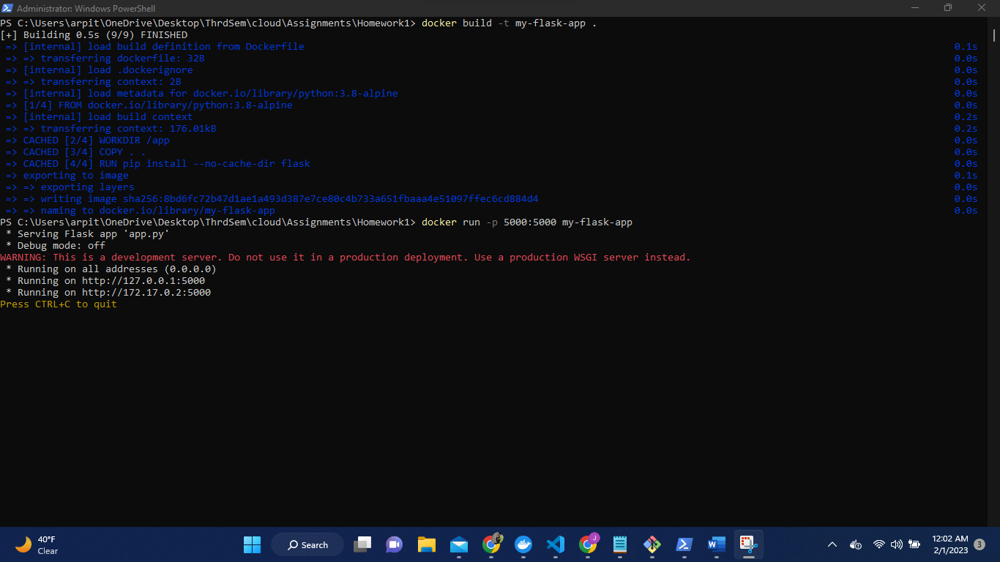 Administrator: Windows PowerShell
PS C:\Users\arpit\OneDrive\Desktop\ThrdSem\cloud\Assignments\Homework1> docker build -t my-flask-app .
[+] Building 0.5s (9/9) FINISHED
=> [internal] load build definition from Dockerfile 0.1s
=> => transferring dockerfile: 32B 0.0s
=> [internal] load .dockerignore 0.0s
=> => transferring context: 2B 0.0s
=> [internal] load metadata for docker.io/library/python:3.8-alpine 0.0s
=> [1/4] FROM docker.io/library/python:3.8-alpine 0.0s
=> [internal] load build context 0.2s
=> => transferring context: 176.01kB 0.2s
=> CACHED [2/4] WORKDIR /app 0.0s
=> CACHED [3/4] COPY . . 0.0s
=> CACHED [4/4] RUN pip install --no-cache-dir flask 0.0s
=> exporting to image 0.1s
=> => exporting layers 0.0s
=> => writing image sha256:8bd6fc72b47d1ae1a493d387e7ce80c4b733a651fbaaa4e51097ffec6cd884d4 0.0s
=> => naming to docker.io/library/my-flask-app 0.0s
PS C:\Users\arpit\OneDrive\Desktop\ThrdSem\cloud\Assignments\Homework1> docker run -p 5000:5000 my-flask-app
* Serving Flask app 'app.py'
* Debug mode: off
WARNING: This is a development server. Do not use it in a production deployment. Use a production WSGI server instead.
* Running on all addresses (0.0.0.0)
* Running on http://127.0.0.1:5000
* Running on http://172.17.0.2:5000
Press CTRL+C to quit
40°F
Clear
Search
J
12:02 AM
2/1/2023
3